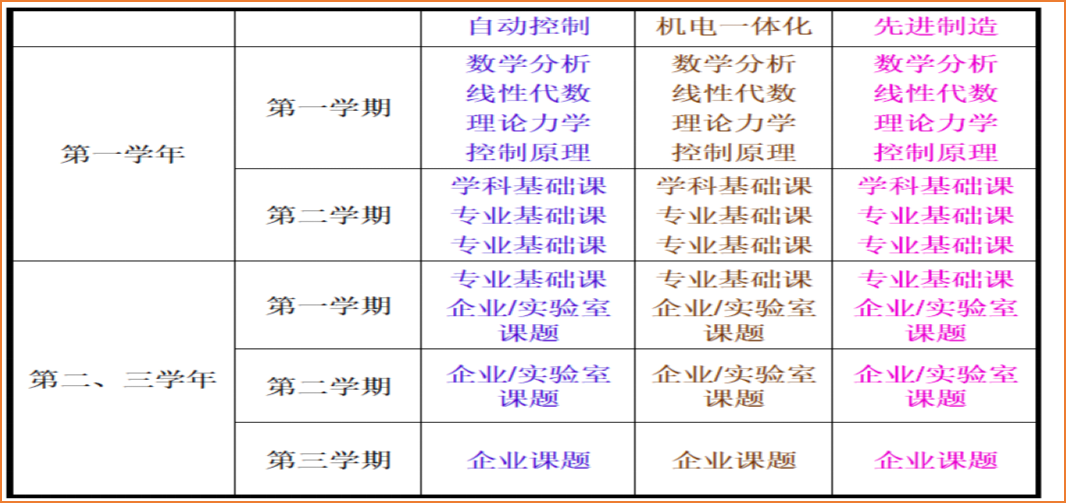 自动控制 机电一体化 先进制造
第一学年
第一学期
数学分析 数学分析 数学分析
线性代数 线性代数 线性代数
理论力学 理论力学 理论力学
控制原理 控制原理 控制原理
第二学期
学科基础课 学科基础课 学科基础课
专业基础课 专业基础课 专业基础课
专业基础课 专业基础课 专业基础课
第二、三学年
第一学期
专业基础课 专业基础课 专业基础课
企业/实验室 企业/实验室 企业/实验室
课题 课题 课题
第二学期
企业/实验室 企业/实验室 企业/实验室
课题 课题 课题
第三学期 企业课题 企业课题 企业课题